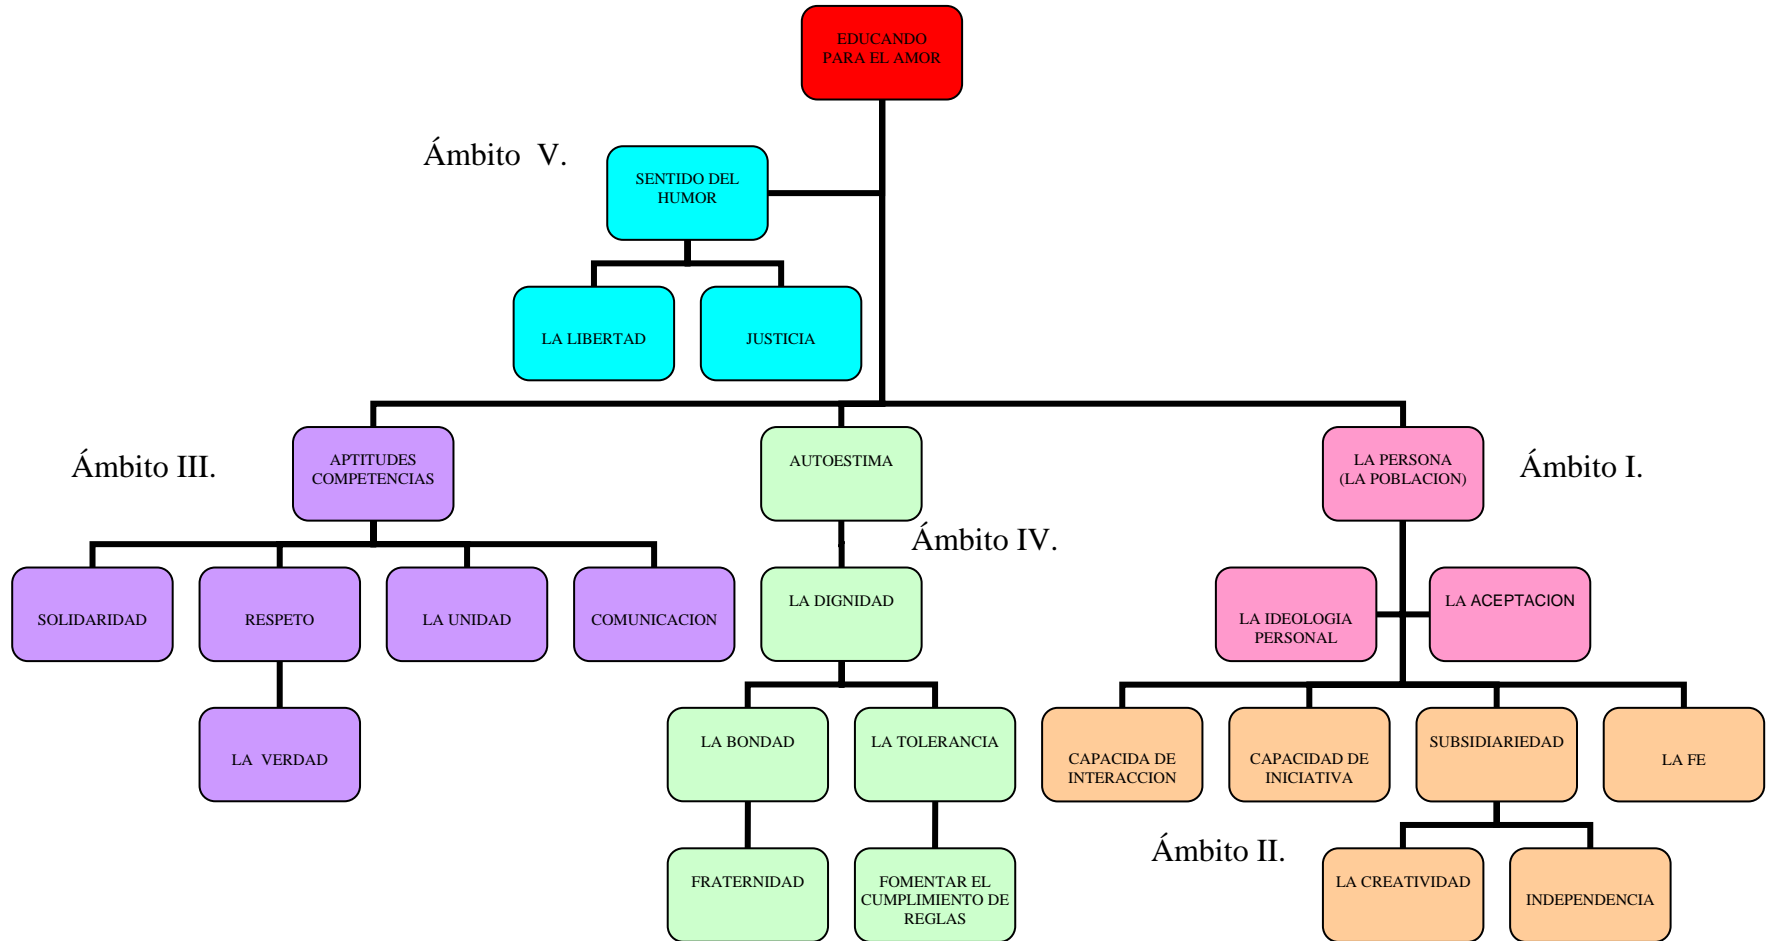 EDUCANDO
PARA EL AMOR
Ámbito  V.
SENTIDO DEL
HUMOR
LA LIBERTAD
JUSTICIA
Ámbito III.
APTITUDES
COMPETENCIAS
AUTOESTIMA
LA PERSONA
(LA POBLACION)
Ámbito I.
Ámbito IV.
SOLIDARIDAD
RESPETO
LA UNIDAD
COMUNICACION
LA DIGNIDAD
LA IDEOLOGIA
PERSONAL
LA ACEPTACION
LA  VERDAD
LA BONDAD
LA TOLERANCIA
CAPACIDA DE
INTERACCION
CAPACIDAD DE
INICIATIVA
SUBSIDIARIEDAD
LA FE
Ámbito II.
FRATERNIDAD
FOMENTAR EL
CUMPLIMIENTO DE
REGLAS
LA CREATIVIDAD
INDEPENDENCIA